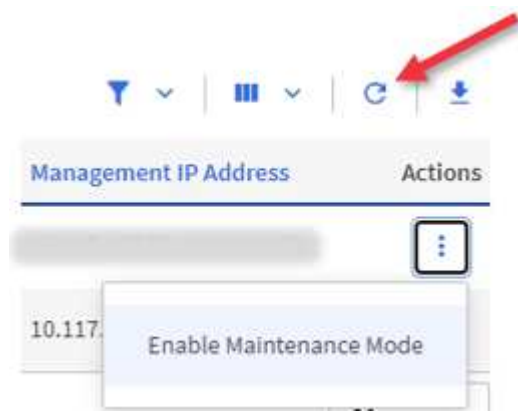 Management IP Address Actions
10.117.
Enable Maintenance Mode